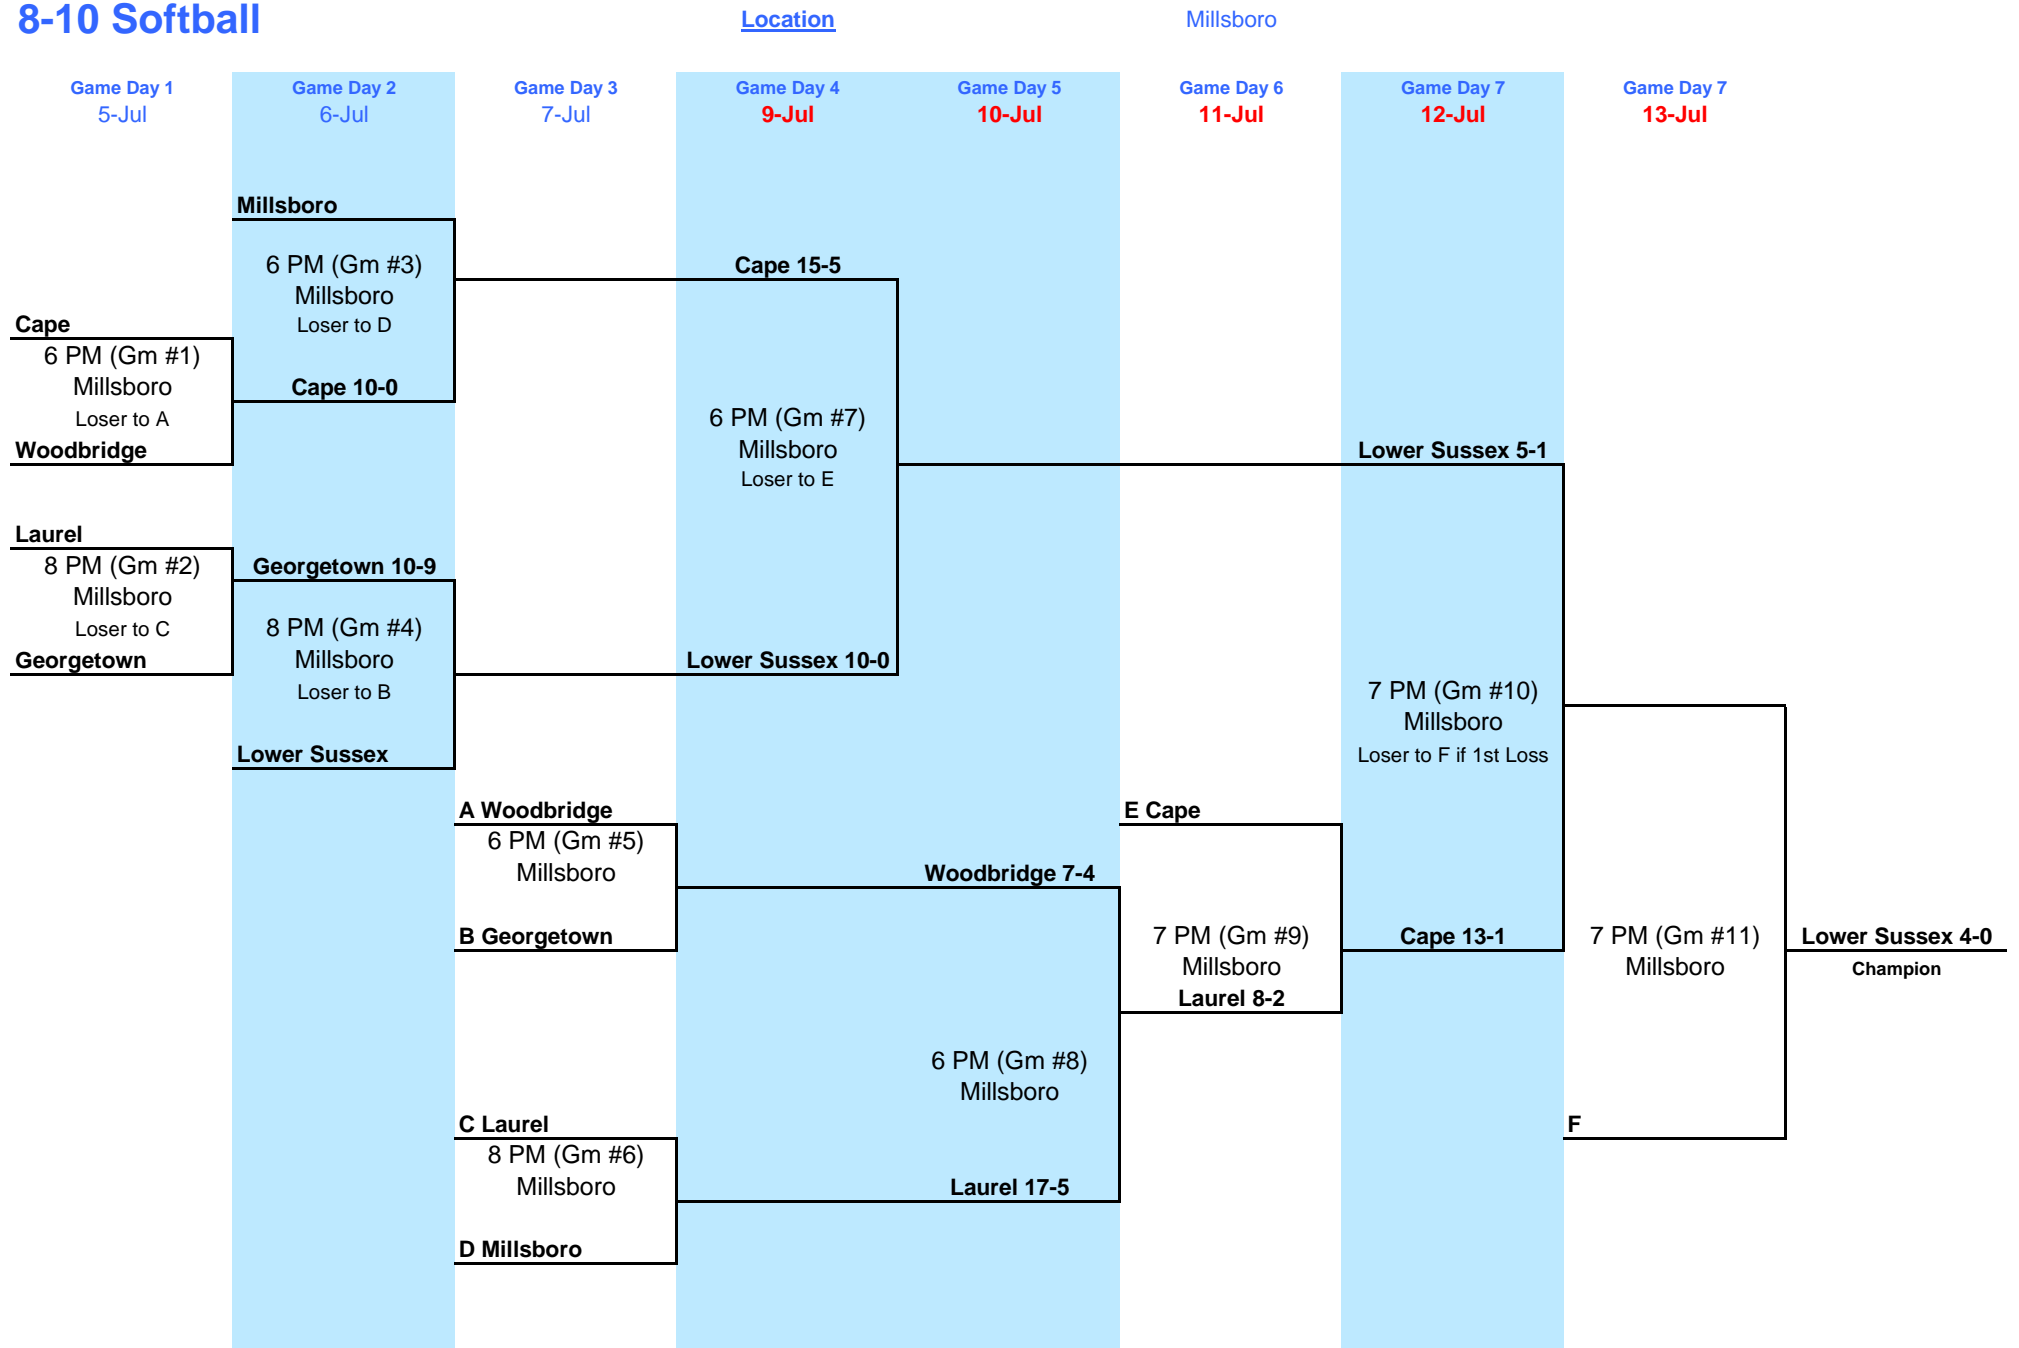 8-10 Softball
Location
Millsboro
Game Day 1
5-Jul
Game Day 2
6-Jul
Game Day 3
7-Jul
Game Day 4
9-Jul
Game Day 5
10-Jul
Game Day 6
11-Jul
Game Day 7
12-Jul
Game Day 7
13-Jul
Cape
6 PM (Gm #1)
Millsboro
Loser to A
Woodbridge
Laurel
8 PM (Gm #2)
Millsboro
Loser to C
Georgetown
Millsboro
6 PM (Gm #3)
Millsboro
Loser to D
Cape 10-0
Georgetown 10-9
8 PM (Gm #4)
Millsboro
Loser to B
Lower Sussex
A Woodbridge
6 PM (Gm #5)
Millsboro
B Georgetown
C Laurel
8 PM (Gm #6)
Millsboro
D Millsboro
Cape 15-5
6 PM (Gm #7)
Millsboro
Loser to E
Lower Sussex 10-0
Woodbridge 7-4
6 PM (Gm #8)
Millsboro
Laurel 17-5
E Cape
7 PM (Gm #9)
Millsboro
Laurel 8-2
Lower Sussex 5-1
7 PM (Gm #10)
Millsboro
Loser to F if 1st Loss
Cape 13-1
7 PM (Gm #11)
Millsboro
F
Lower Sussex 4-0
Champion